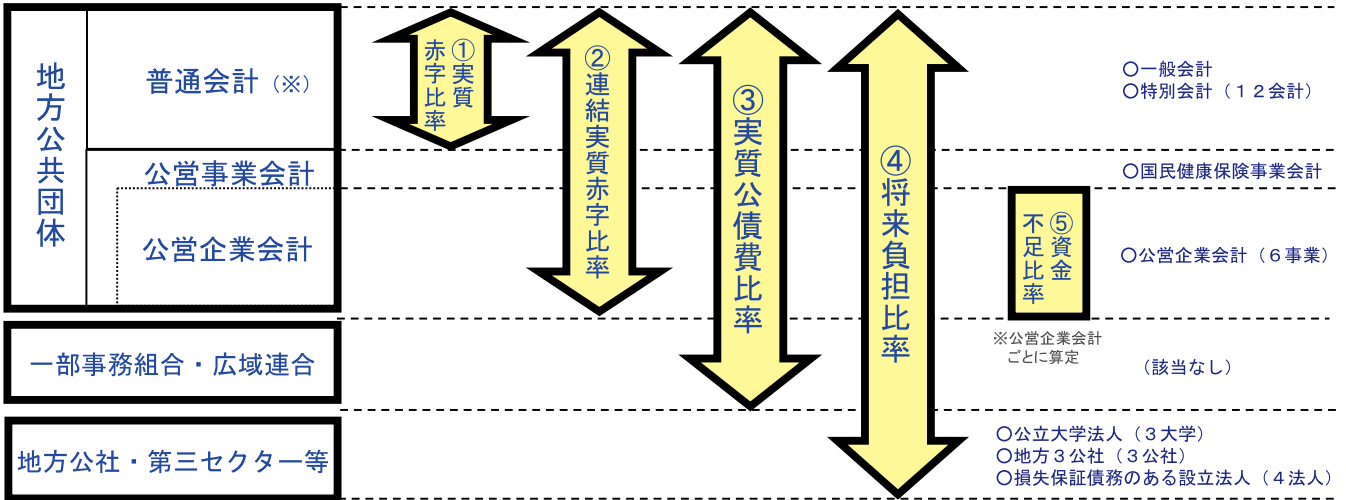 地方公共団体
普通会計（※）
公営事業会計
公営企業会計
一部事務組合・広域連合
地方公社・第三セクター等
①実質
赤字比率
②連結実質赤字比率
③実質公債費比率
④将来負担比率
⑤資金
不足比率
※公営企業会計
ごとに算定
○一般会計
○特別会計（１２会計）
○国民健康保険事業会計
○公営企業会計（６事業）
（該当なし）
○公立大学法人（３大学）
○地方３公社（３公社）
○損失保証債務のある設立法人（４法人）